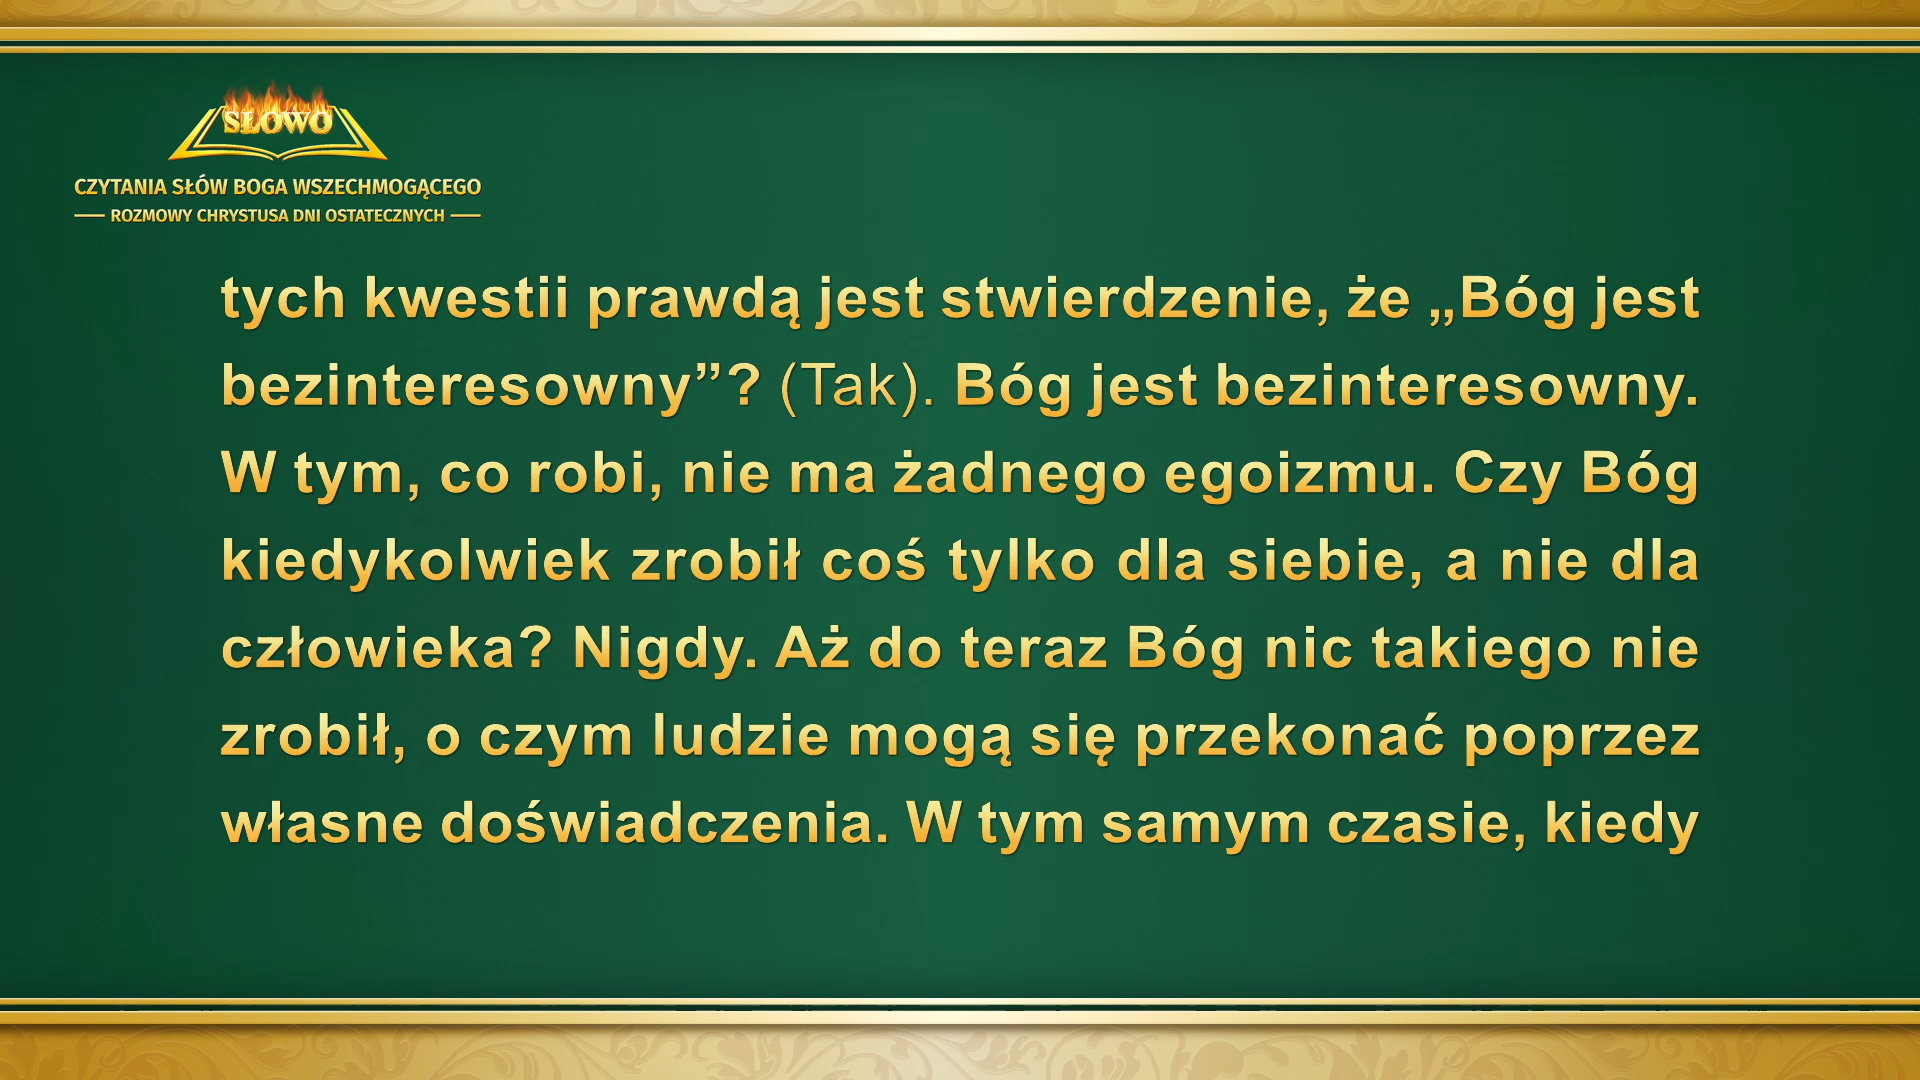 SŁOWO
CZYTANIA SŁÓW BOGA WSZECHMOGĄCEGO
ROZMOWY CHRYSTUSA DNI OSTATECZNYCH
tych kwestii prawdą jest stwierdzenie, że „Bóg jest
bezinteresowny”? (Tak). Bóg jest bezinteresowny.
W tym, co robi, nie ma żadnego egoizmu. Czy Bóg
kiedykolwiek zrobił coś tylko dla siebie, a nie dla
człowieka? Nigdy. Aż do teraz Bóg nic takiego nie
zrobił, o czym ludzie mogą się przekonać poprzez
własne doświadczenia. W tym samym czasie, kiedy